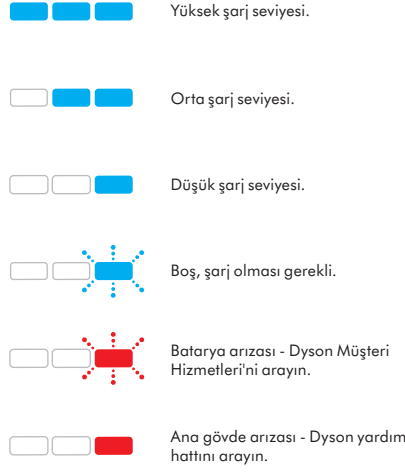 Yüksek şarj seviyesi.
Orta şarj seviyesi.
Düşük şarj seviyesi.
Boş, şarj olması gerekli.
Batarya arızası - Dyson Müşteri
Hizmetleri'ni arayın.
Ana gövde arızası - Dyson yardım
hattını arayın.